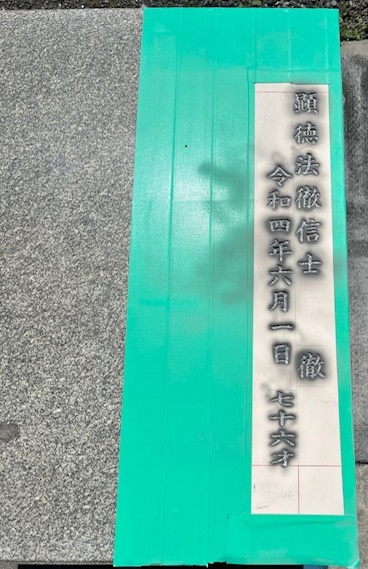 顕徳法徹信士 徹
令和四年六月一日 七十六才